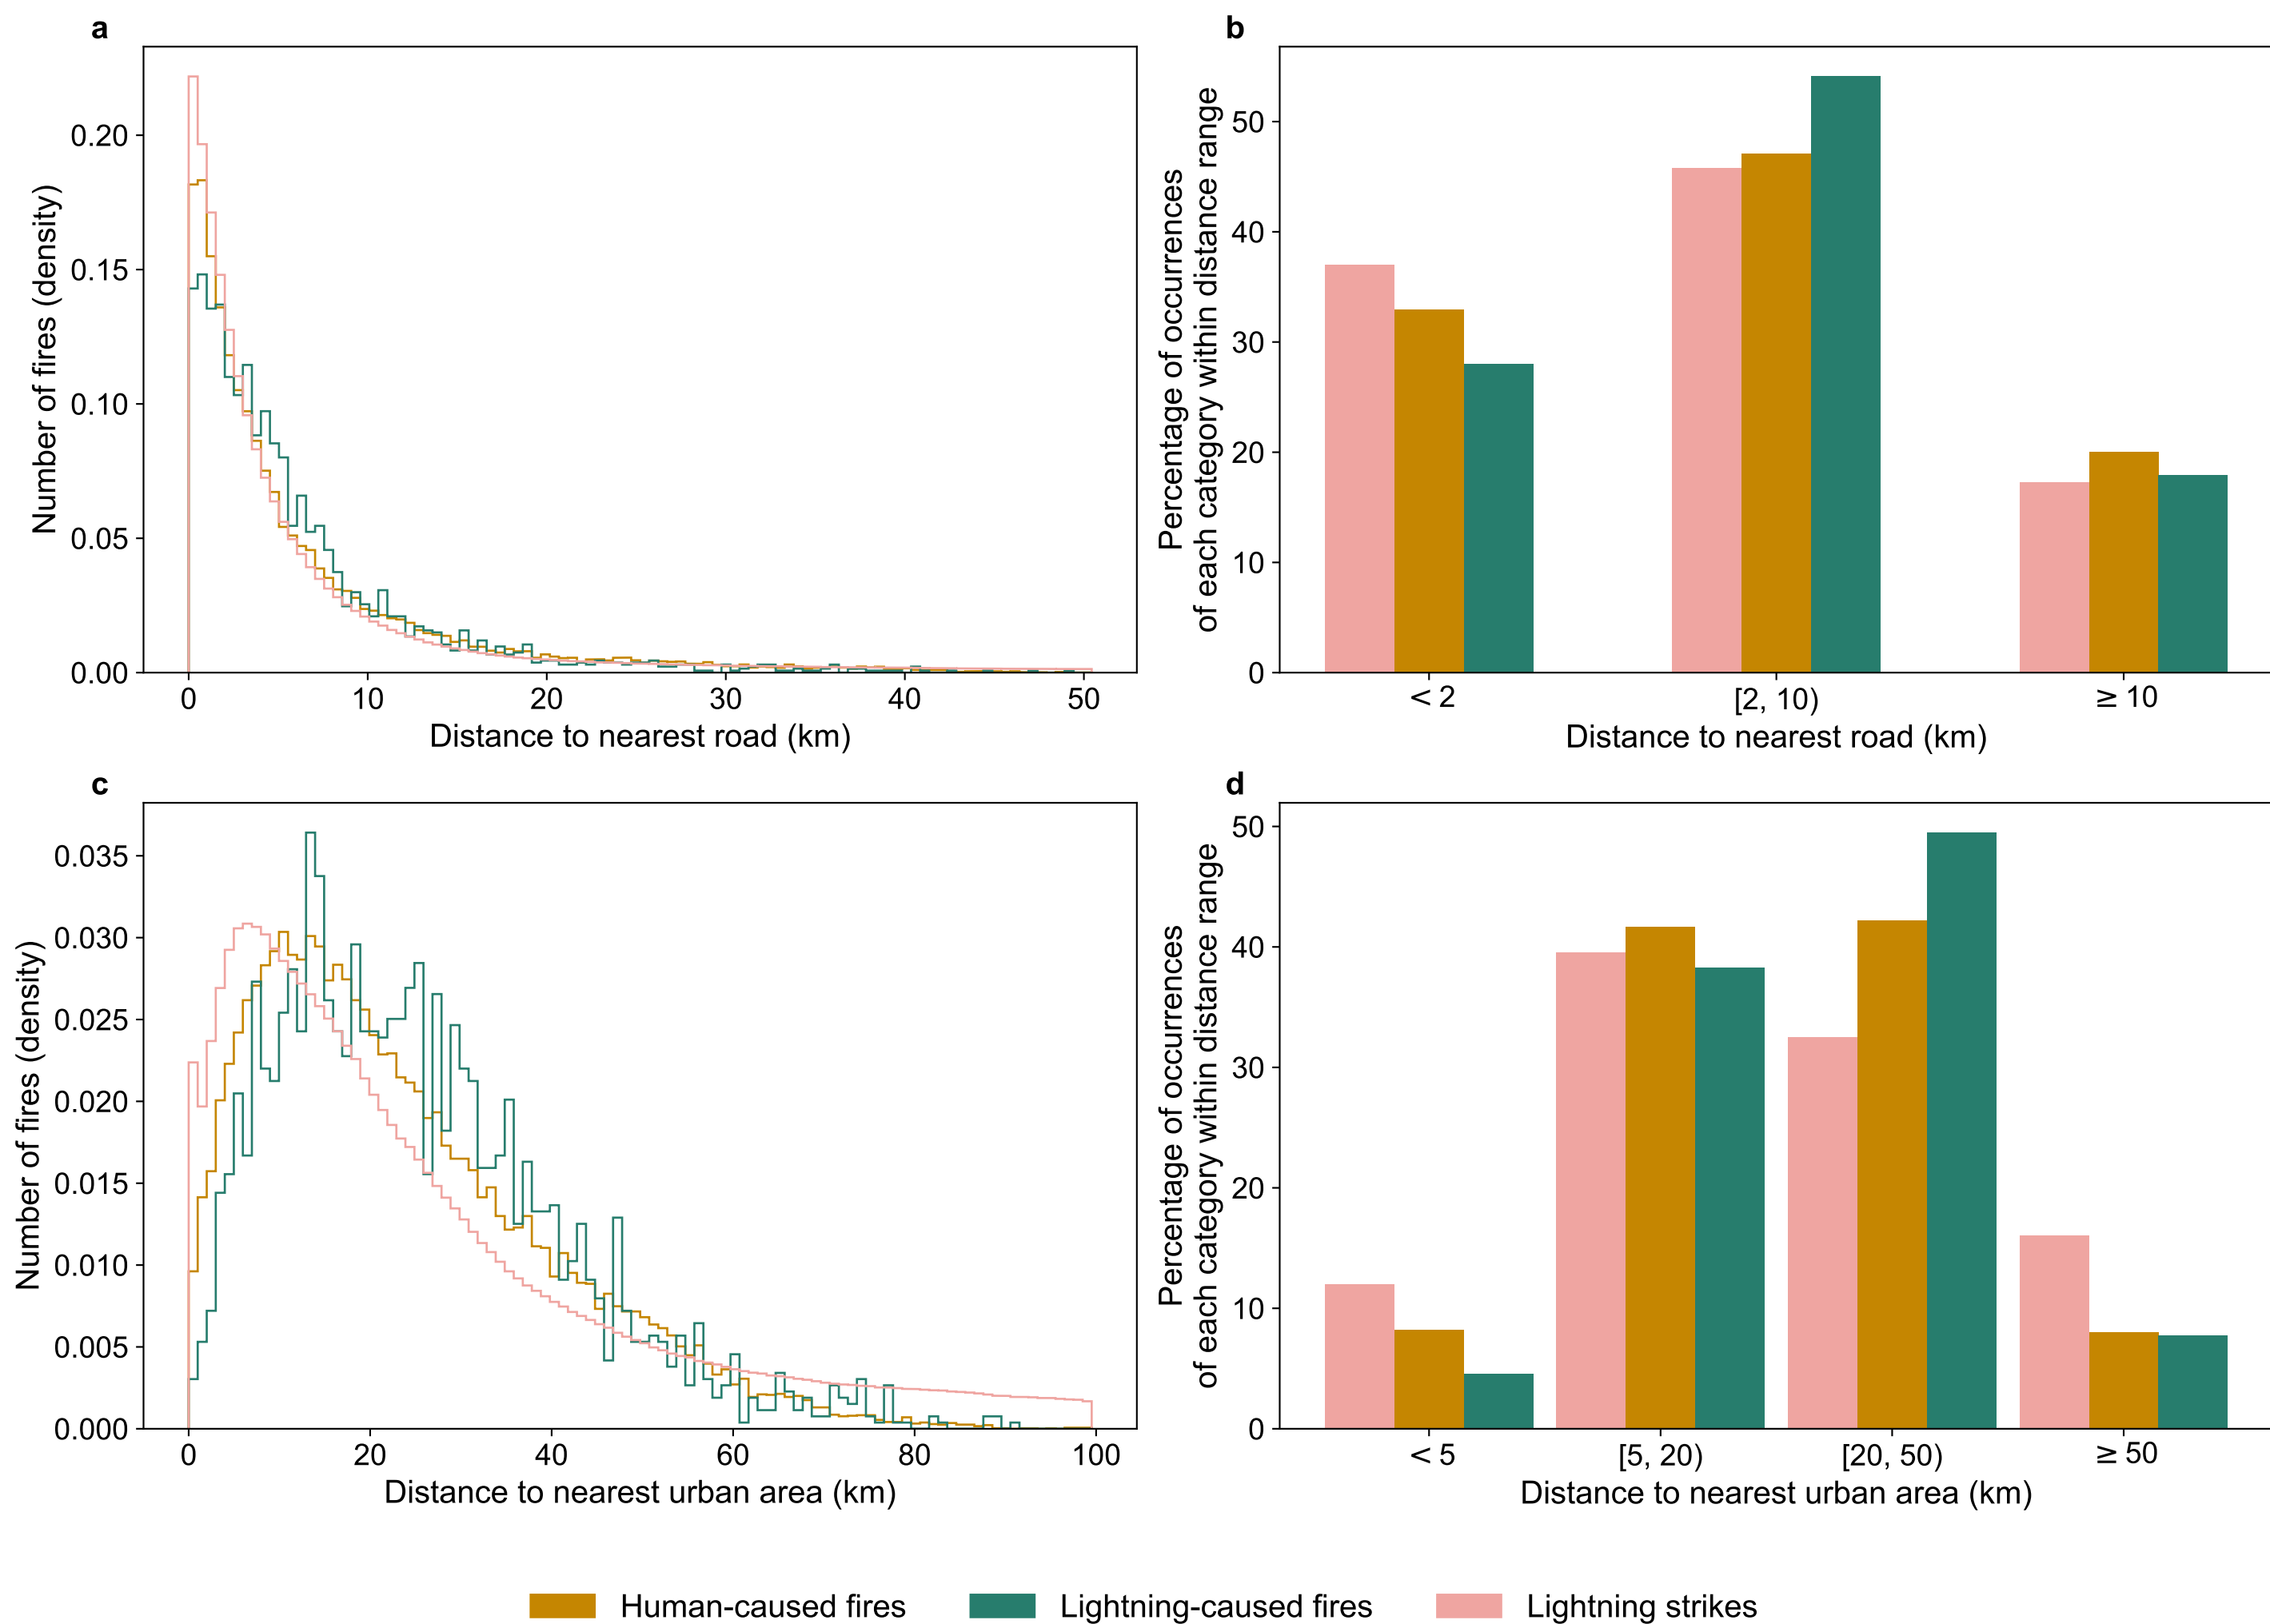 a
Number of fires (density)
0.20
0.15
0.10
0.05
0.00
0 10 20 30 40 50
Distance to nearest road (km)
b
Percentage of occurrences
of each category within distance range
50
40
30
20
10
0
< 2 [2, 10) ≥ 10
Distance to nearest road (km)
c
Number of fires (density)
0.035
0.030
0.025
0.020
0.015
0.010
0.005
0.000
0 20 40 60 80 100
Distance to nearest urban area (km)
d
Percentage of occurrences
of each category within distance range
50
40
30
20
10
0
< 5 [5, 20) [20, 50) ≥ 50
Distance to nearest urban area (km)
Human-caused fires Lightning-caused fires Lightning strikes